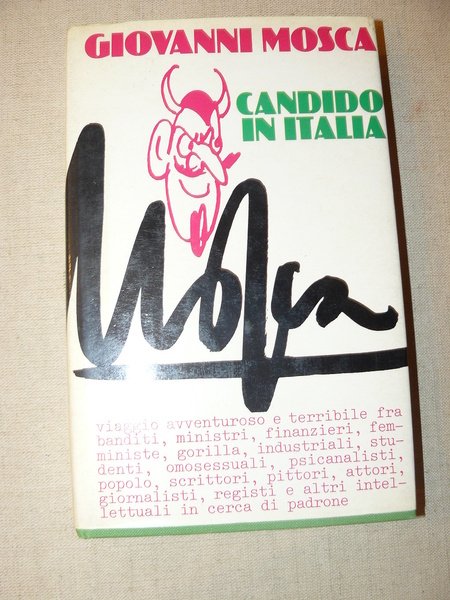 GIOVANNI MOSCA
CANDIDO
IN ITALIA
Mosca
viaggio avventuroso e terribile fra
banditi, ministri, finanzieri, fem-
ministe, gorilla, industriali, stu-
denti, omosessuali, psicanalisti,
popolo, scrittori, pittori, attori,
giornalisti, registi e altri intel-
lettuali in cerca di padrone